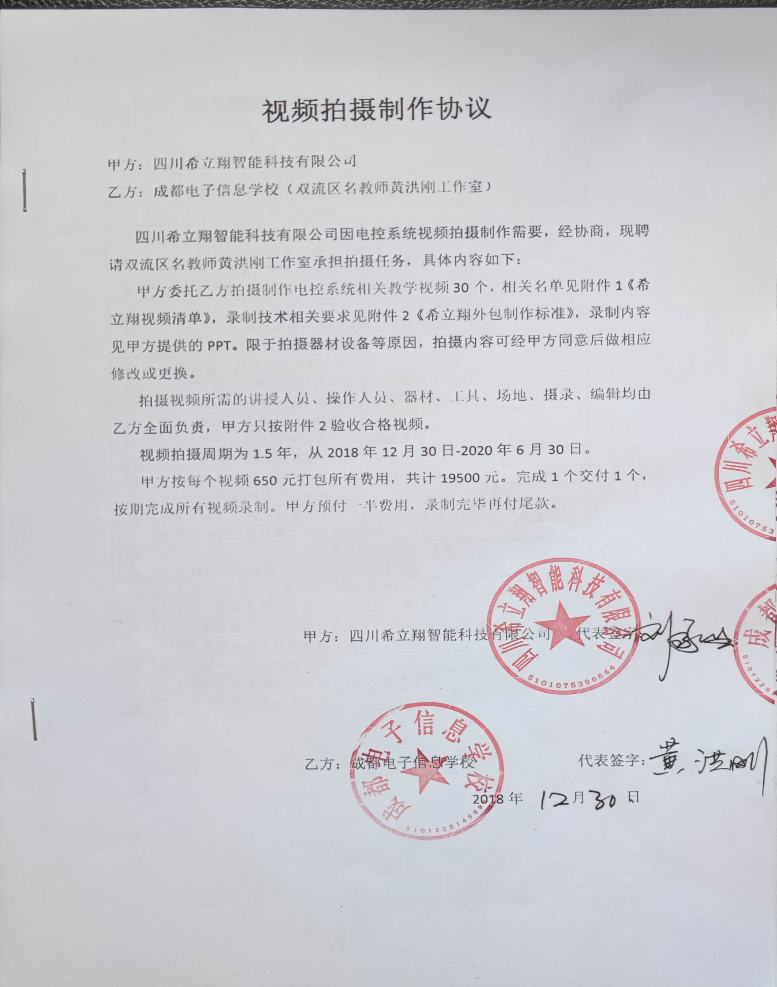 视频拍摄制作协议
甲方：四川希立翔智能科技有限公司
乙方：成都电子信息学校（双流区名教师黄洪刚工作室）
四川希立翔智能科技有限公司因电控系统视频拍摄制作需要，经协商，现聘
请双流区名教师黄洪刚工作室承担拍摄任务，具体内容如下：
甲方委托乙方拍摄制作电控系统相关教学视频 30 个，相关名单见附件 1《希
立翔视频清单》，录制技术相关要求见附件 2《希立翔外包制作标准》，录制内容
见甲方提供的 PPT。限于拍摄器材设备等原因，拍摄内容可经甲方同意后做相应
修改或更换。
拍摄视频所需的讲授人员、操作人员、器材、工具、场地、摄录、编辑均由
乙方全面负责，甲方只按附件 2 验收合格视频。
视频拍摄周期为 1.5 年，从 2018 年 12 月 30 日-2020 年 6 月 30 日。
甲方按每个视频 650 元打包所有费用，共计 19500 元。完成 1 个交付 1 个，
按期完成所有视频录制。甲方预付一半费用，录制完毕再付尾款。
四川希立翔
5101075
四川希立翔智能科技有限公司
5101075396644
甲方：四川希立翔智能科技有限公司 代表签字：
成都
5101225
成都电子信息学校
乙方：成都电子信息学校 代表签字：黄洪刚
2018 年 12 月 30 日